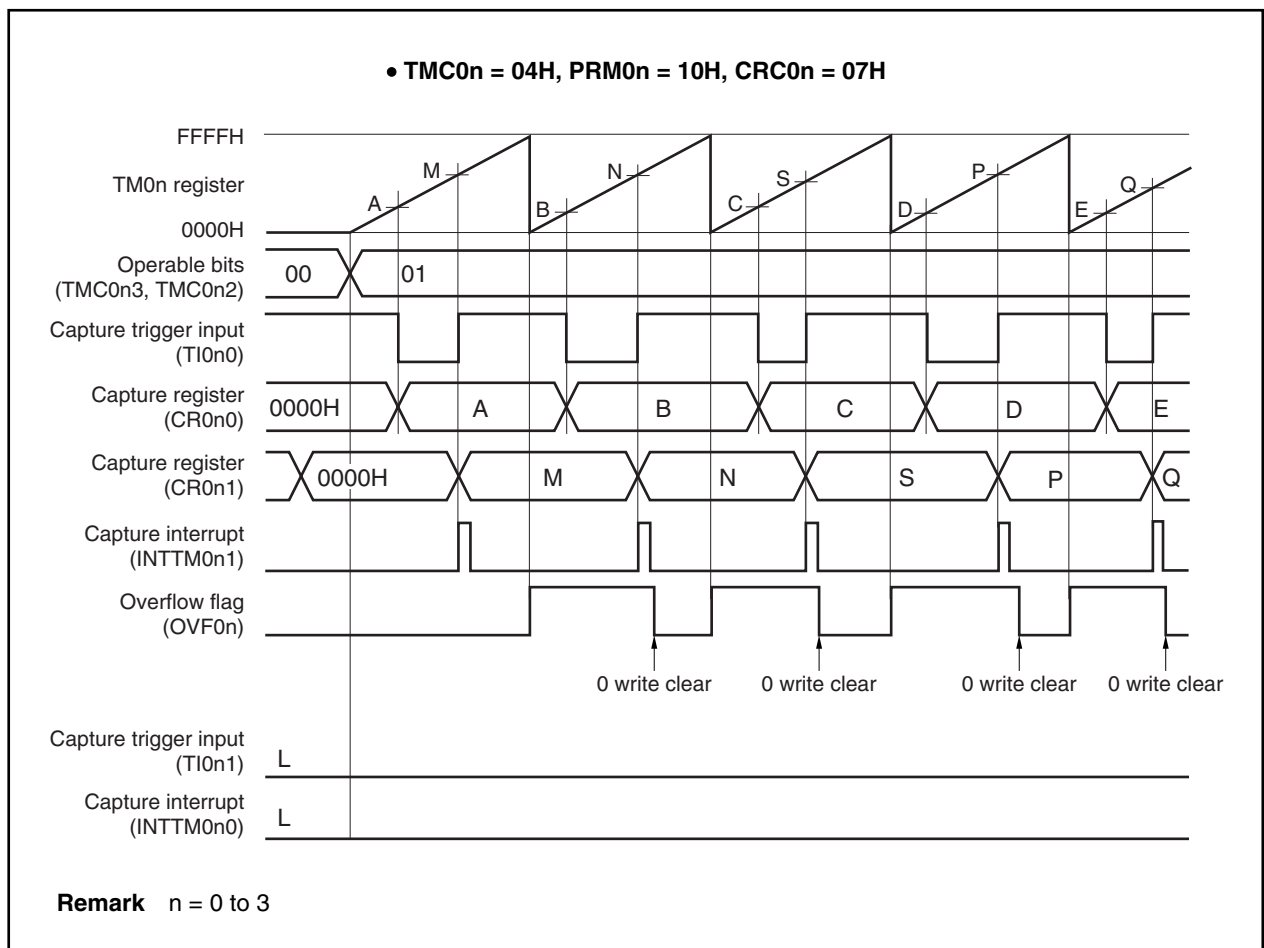 • TMC0n = 04H, PRM0n = 10H, CRC0n = 07H
FFFFH
TM0n register
0000H
A
M
B
N
C
S
D
P
E
Q
Operable bits
(TMC0n3, TMC0n2)
00
01
Capture trigger input
(TI0n0)
Capture register
(CR0n0)
0000H
A
B
C
D
E
Capture register
(CR0n1)
0000H
M
N
S
P
Q
Capture interrupt
(INTTM0n1)
Overflow flag
(OVF0n)
0 write clear
0 write clear
0 write clear
0 write clear
Capture trigger input
(TI0n1)
L
Capture interrupt
(INTTM0n0)
L
Remark n = 0 to 3